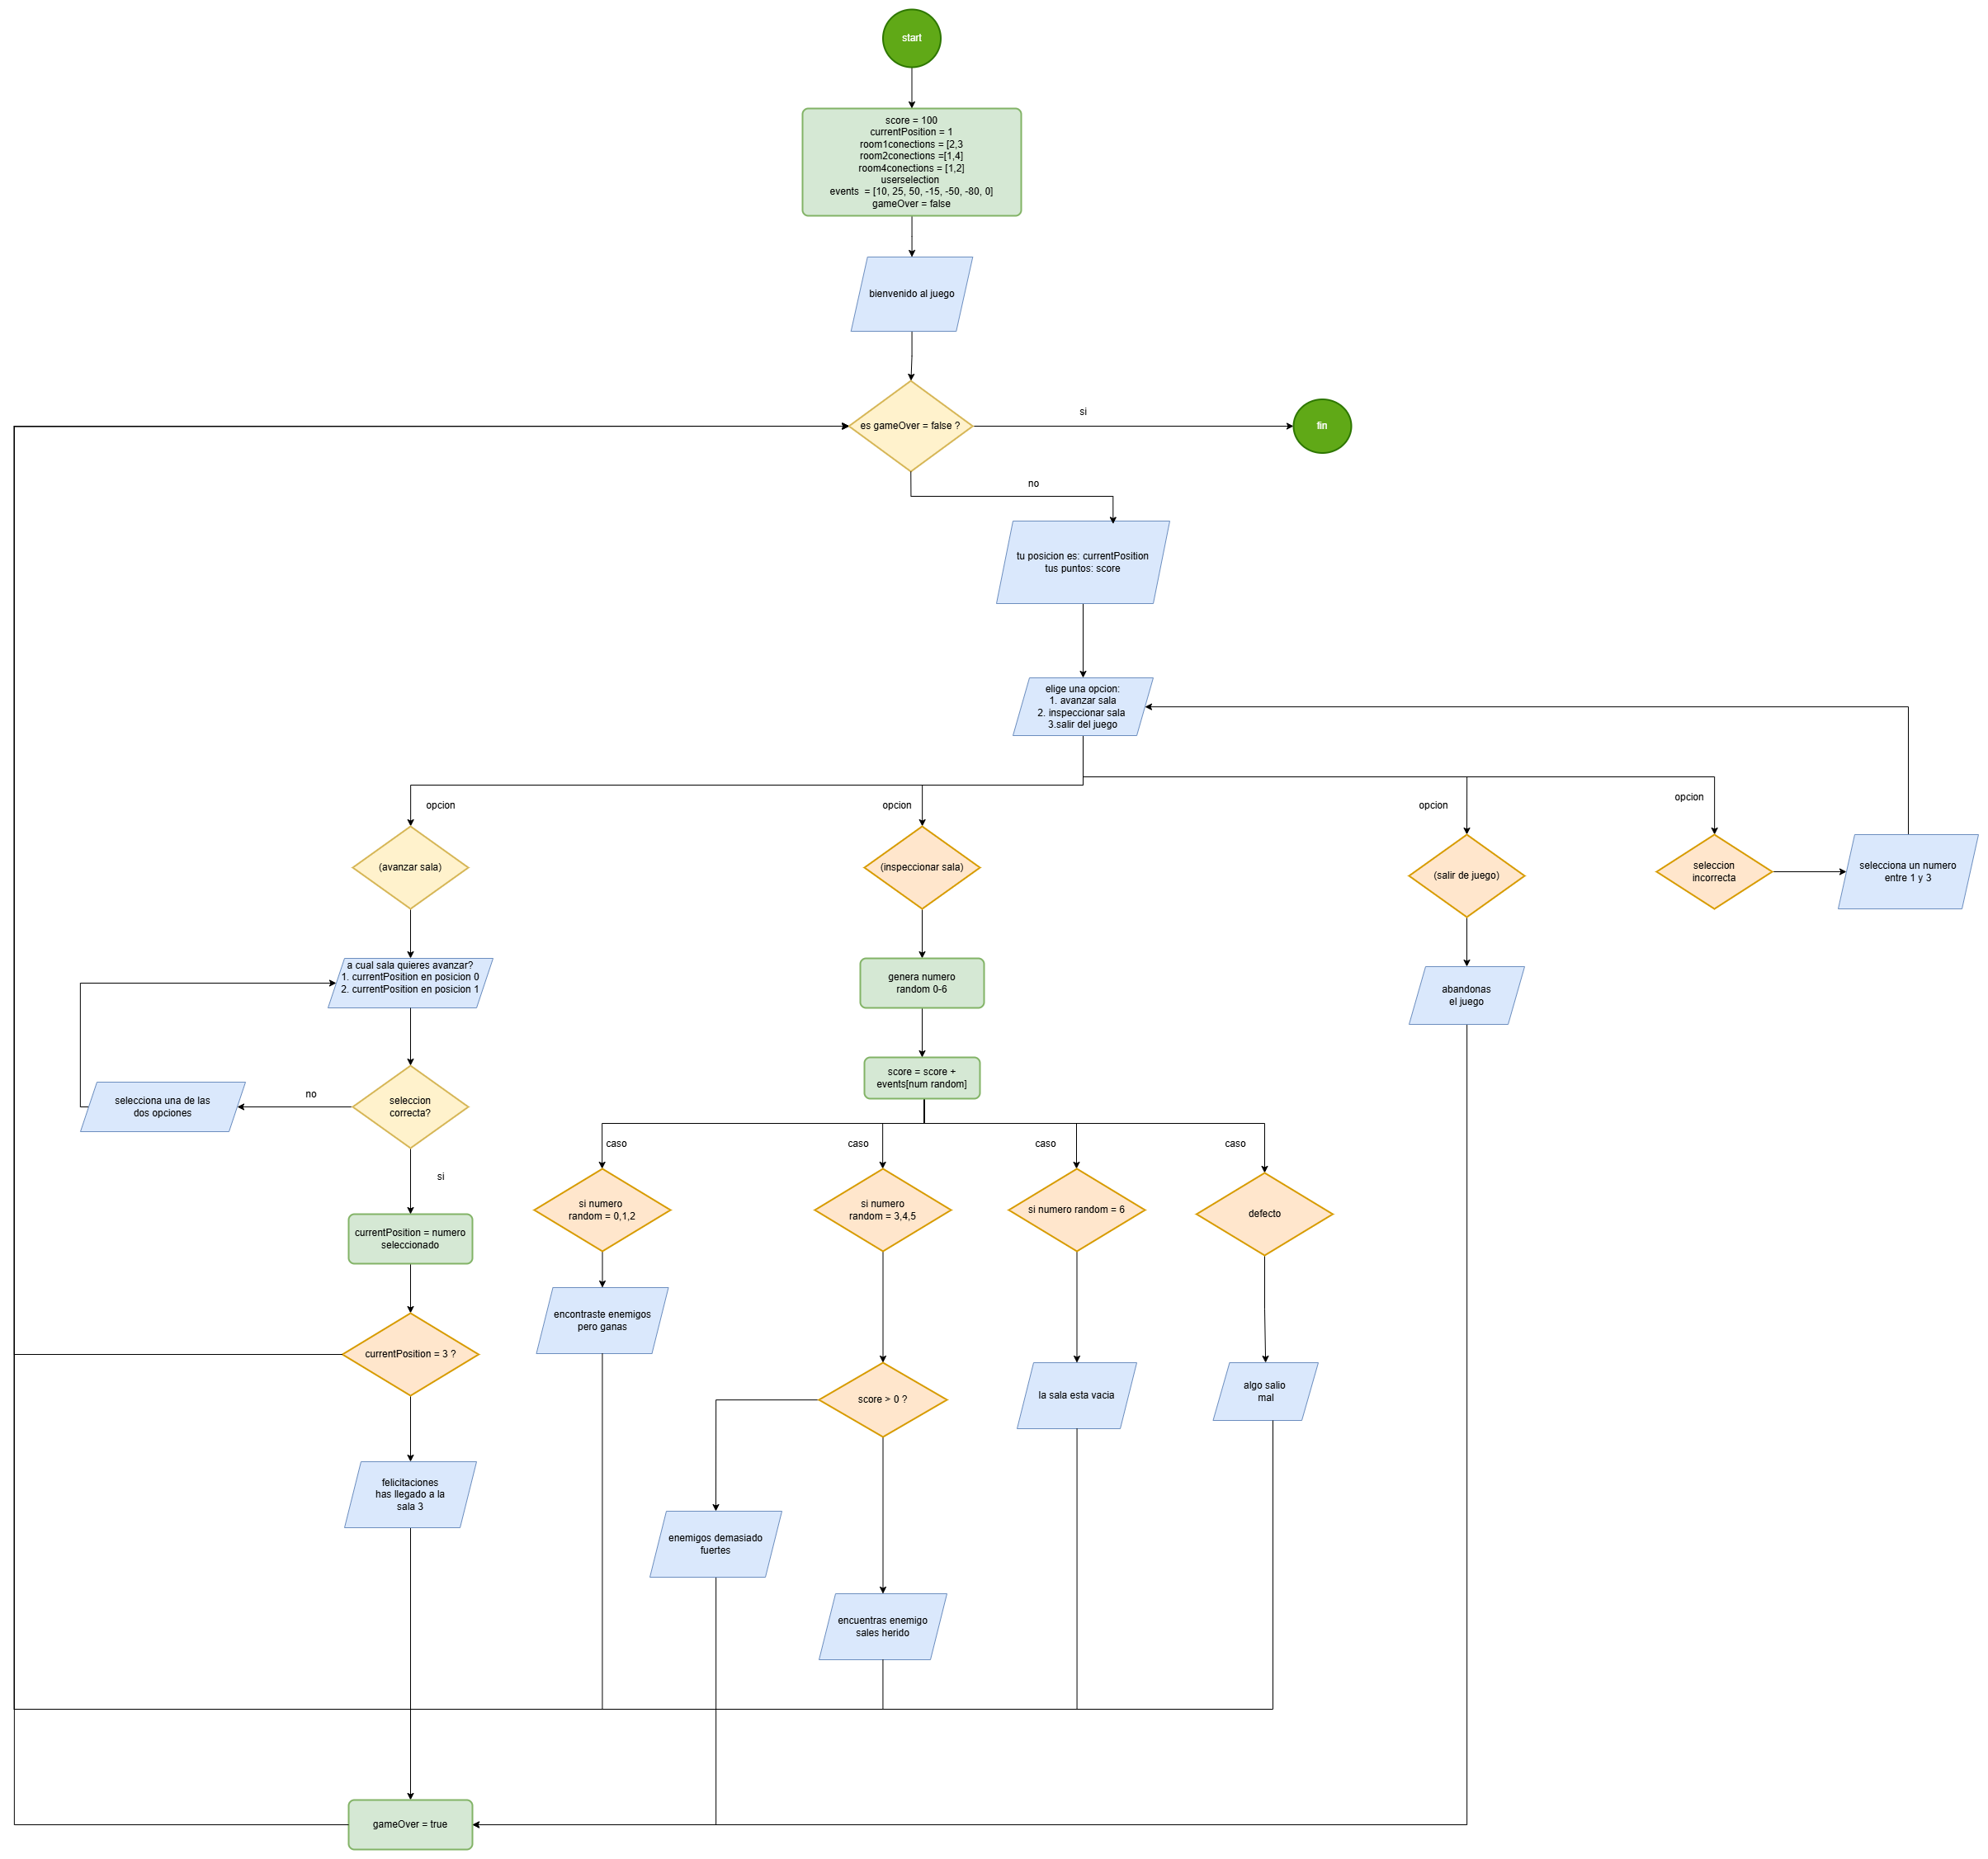 start
score = 100
currentPosition = 1
room1conections = [2,3
room2conections =[1,4]
room4conections = [1,2]
userselection
events  = [10, 25, 50, -15, -50, -80, 0]
gameOver = false
bienvenido al juego
es gameOver = false ?
si
fin
no
tu posicion es: currentPosition
tus puntos: score
elige una opcion:
1. avanzar sala
2. inspeccionar sala
3.salir del juego
opcion
opcion
opcion
opcion
(avanzar sala)
(inspeccionar sala)
(salir de juego)
seleccion
incorrecta
selecciona un numero
entre 1 y 3
a cual sala quieres avanzar?
1. currentPosition en posicion 0
2. currentPosition en posicion 1
genera numero
random 0-6
abandonas
el juego
score = score +
events[num random]
selecciona una de las
dos opciones
no
seleccion
correcta?
si
caso
caso
caso
caso
si numero
random = 0,1,2
si numero
random = 3,4,5
si numero random = 6
defecto
currentPosition = numero
seleccionado
encontraste enemigos
pero ganas
currentPosition = 3 ?
score > 0 ?
la sala esta vacia
algo salio
mal
felicitaciones
has llegado a la
sala 3
enemigos demasiado
fuertes
encuentras enemigo
sales herido
gameOver = true